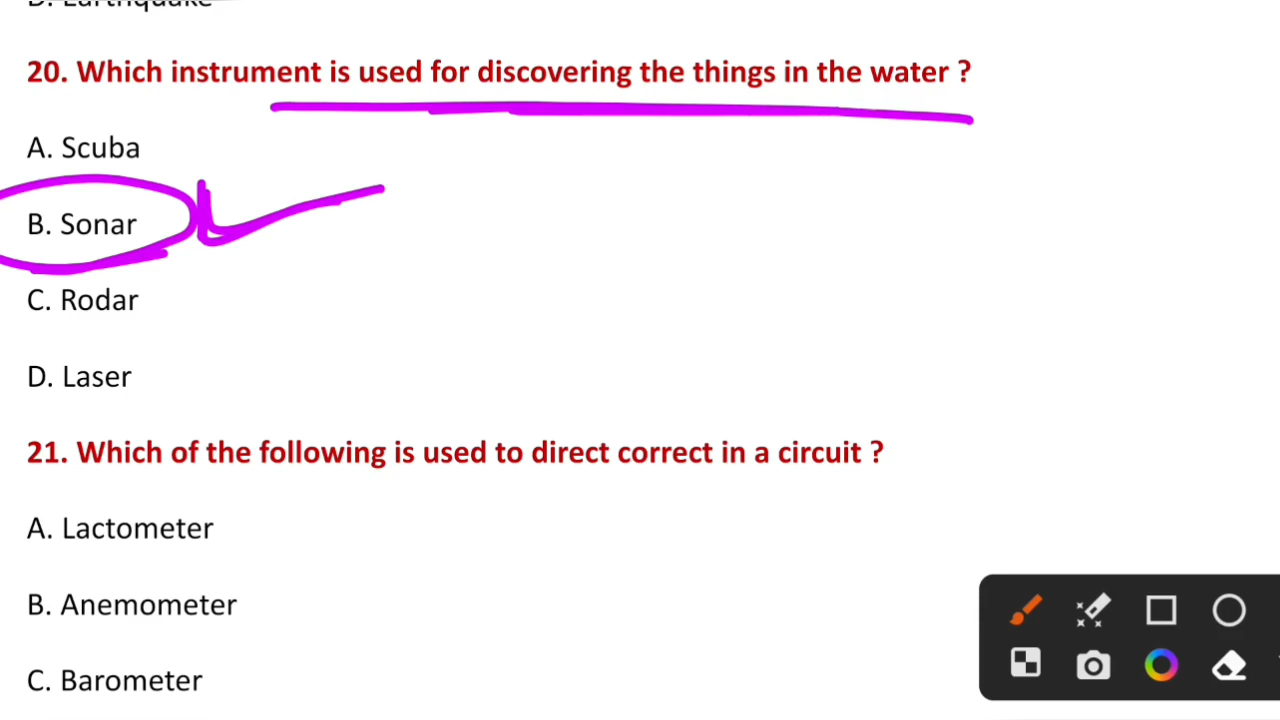 D. Earthquake
20. Which instrument is used for discovering the things in the water ?
A. Scuba
B. Sonar
C. Rodar
D. Laser
21. Which of the following is used to direct correct in a circuit ?
A. Lactometer
B. Anemometer
C. Barometer